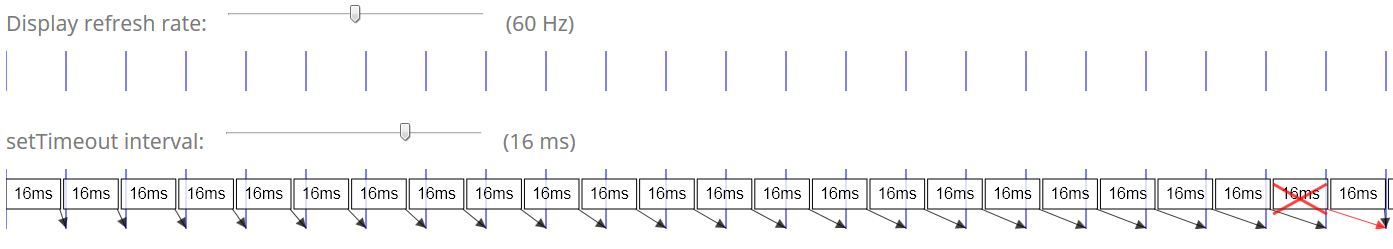 Display refresh rate: (60 Hz)
setTimeout interval: (16 ms)
16ms 16ms 16ms 16ms 16ms 16ms 16ms 16ms 16ms 16ms 16ms 16ms 16ms 16ms 16ms 16ms 16ms 16ms 16ms 16ms 16ms 16ms 16ms 16ms